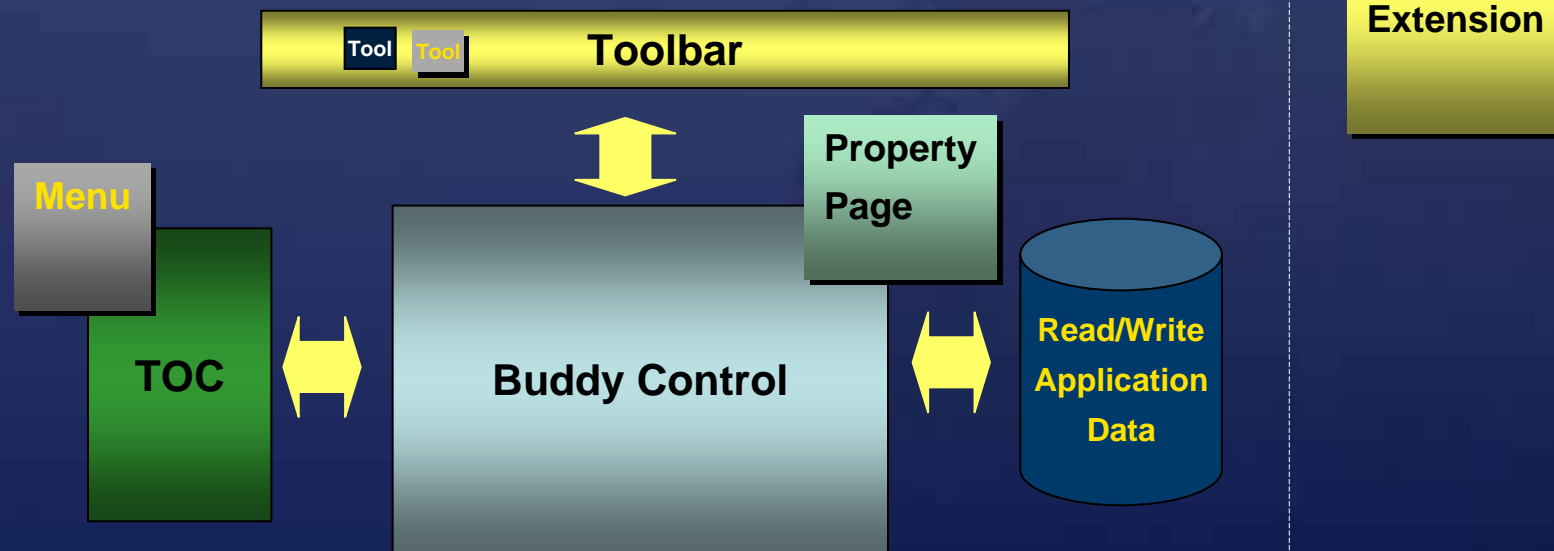 Extension
Tool
Tool
Toolbar
Property
Page
Menu
TOC
Buddy Control
Read/Write
Application
Data